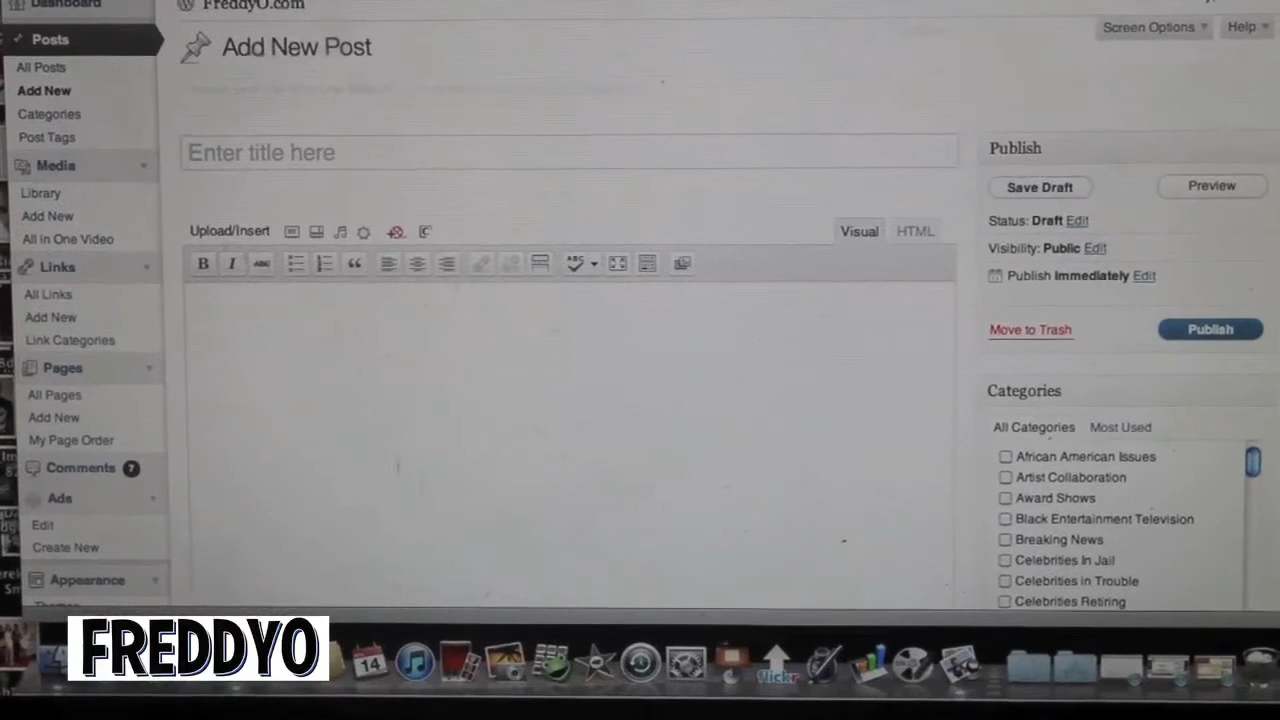 Dashboard
FreddyO.com
Screen Options
Help
Posts
Add New Post
All Posts
Add New
Categories
Post Tags
Enter title here
Publish
Media
Save Draft
Preview
Library
Add New
Upload/Insert
Visual
HTML
Status: Draft Edit
All in One Video
Visibility: Public Edit
Links
B I ABC
ABC
Publish Immediately Edit
All Links
Add New
Move to Trash
Publish
Link Categories
Pages
Categories
All Pages
Add New
All Categories
Most Used
My Page Order
African American Issues
Comments 7
Artist Collaboration
Ads
Award Shows
Edit
Black Entertainment Television
Create New
Breaking News
Celebrities In Jail
Appearance
Celebrities in Trouble
Celebrities Retiring
FREDDYO
14
flickr